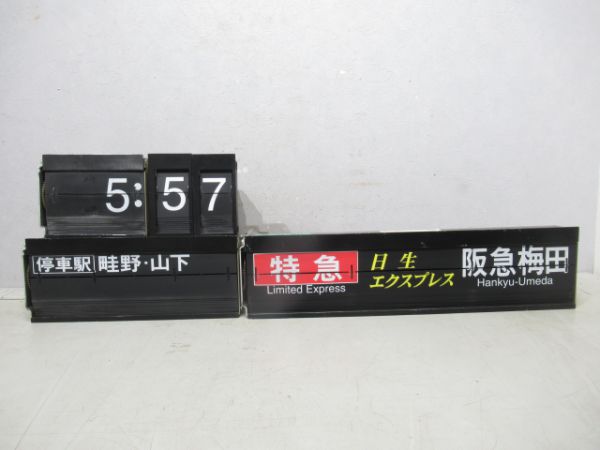 5:57
停車駅 畦野・山下
特急
Limited Express
日生
エクスプレス
阪急梅田
Hankyu-Umeda